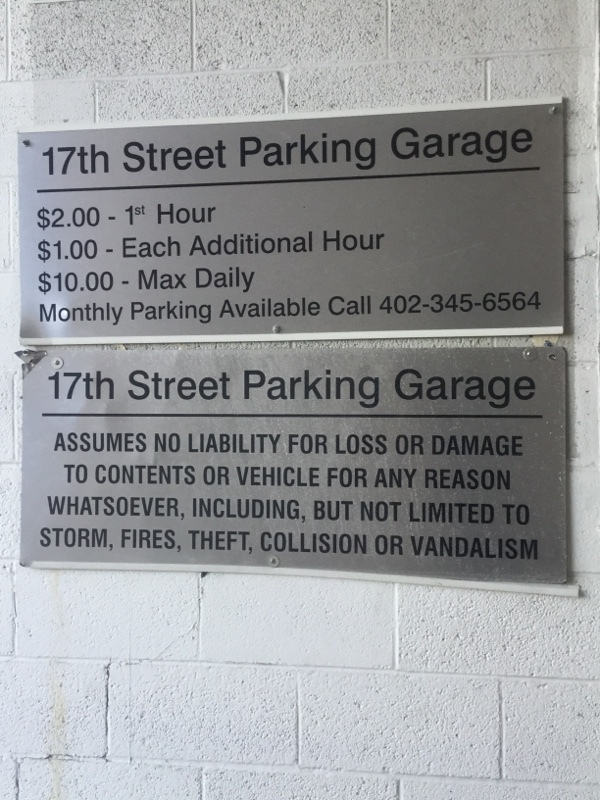 17th Street Parking Garage
$2.00 - 1st Hour
$1.00 - Each Additional Hour
$10.00 - Max Daily
Monthly Parking Available Call 402-345-6564
17th Street Parking Garage
ASSUMES NO LIABILITY FOR LOSS OR DAMAGE
TO CONTENTS OR VEHICLE FOR ANY REASON
WHATSOEVER, INCLUDING, BUT NOT LIMITED TO
STORM, FIRES, THEFT, COLLISION OR VANDALISM